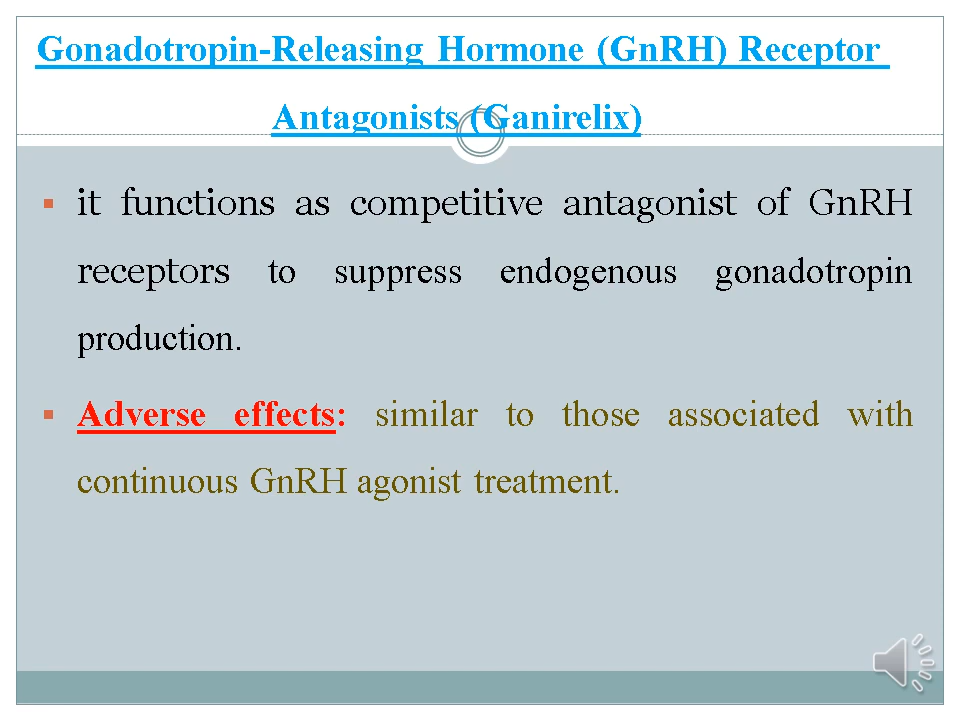 Gonadotropin-Releasing Hormone (GnRH) Receptor
Antagonists (Ganirelix)
▪ it functions as competitive antagonist of GnRH
receptors to suppress endogenous gonadotropin
production.
▪ Adverse effects: similar to those associated with
continuous GnRH agonist treatment.